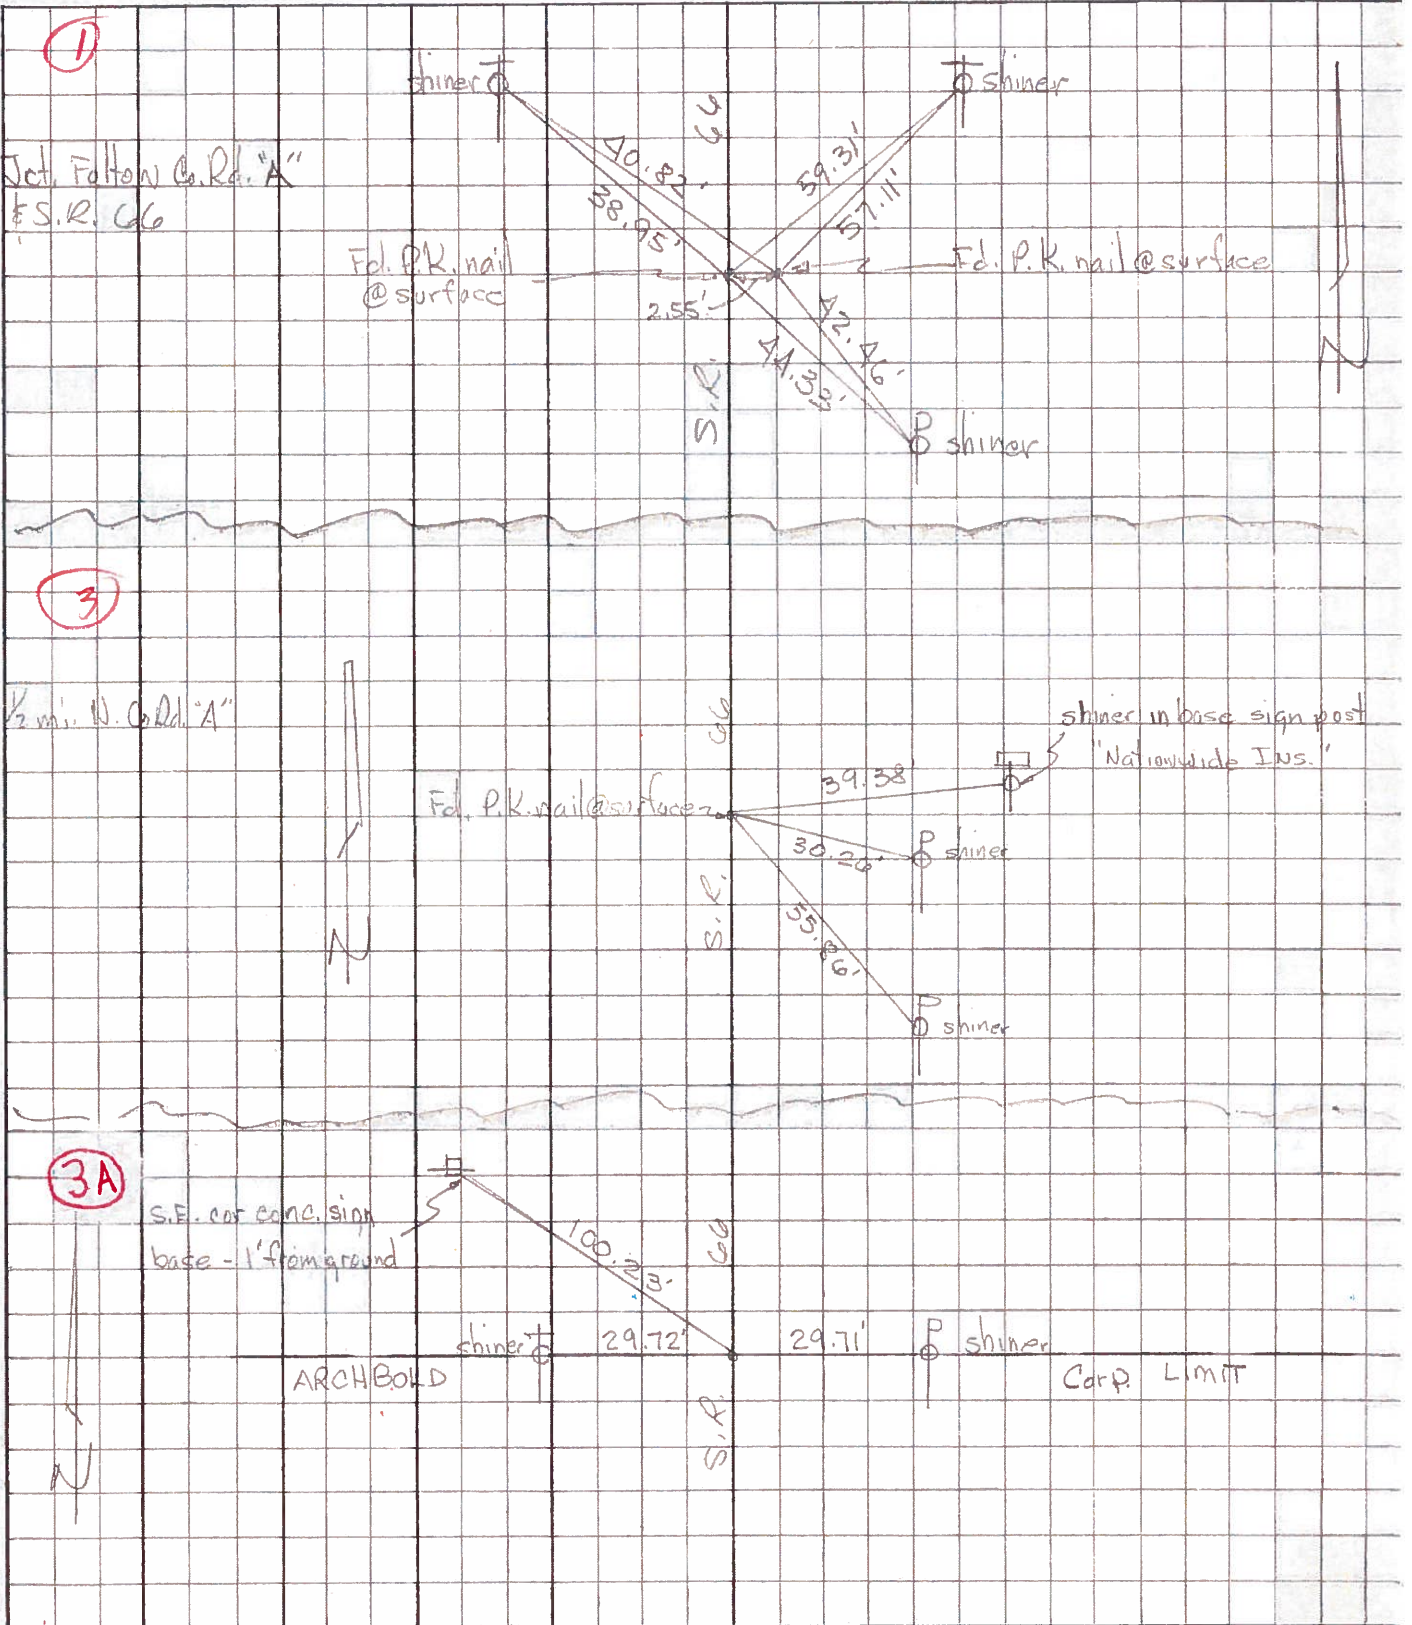 1
shiner
shiner
S.R. 66
40.82'
38.95'
59.31'
57.11'
Jct. Fulton Co. Rd. "A"
& S.R. 66
Fd. P.K. nail
@ surface
Fd. P.K. nail @ surface
2.55'
42.46'
44.33'
P
shiner
N
3
1/2 mi. N. Co. Rd. "A"
S.R. 66
shiner in base sign post
"Nationwide Ins."
39.38'
Fd. P.K. nail @ surface
30.26'
P
shiner
55.86'
P
shiner
N
3A
S.E. cor conc. sign
base - 1' from ground
100.23'
S.R. 66
shiner
29.72'
29.71'
P
shiner
ARCHBOLD
Corp. LIMIT
N